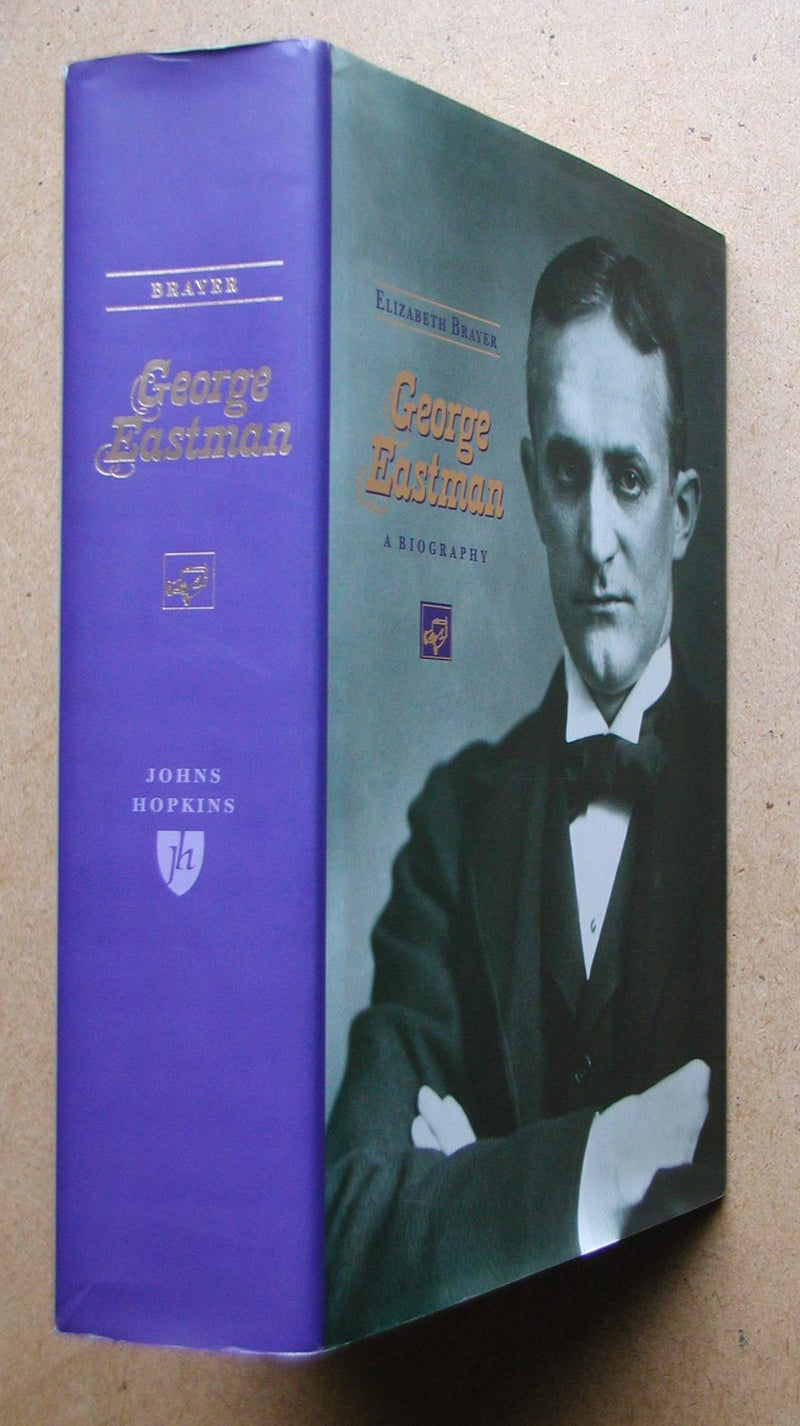 BRAYER
George
Eastman
JOHNS
HOPKINS
jh
ELIZABETH BRAYER
George
Eastman
A BIOGRAPHY